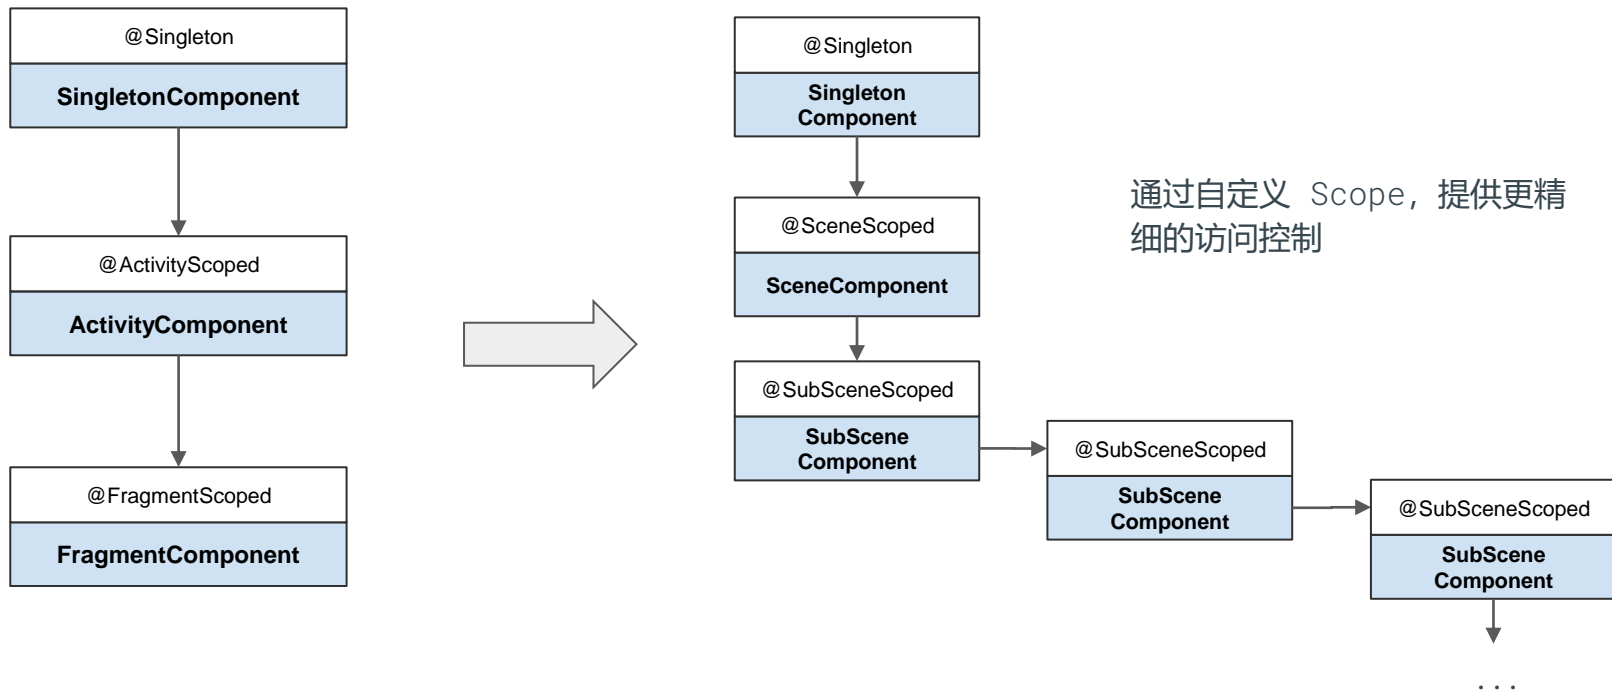 @Singleton
SingletonComponent
@ActivityScoped
ActivityComponent
@FragmentScoped
FragmentComponent
@Singleton
Singleton
Component
@SceneScoped
SceneComponent
@SubSceneScoped
SubScene
Component
@SubSceneScoped
SubScene
Component
@SubSceneScoped
SubScene
Component
...
通过自定义 Scope, 提供更精
细的访问控制